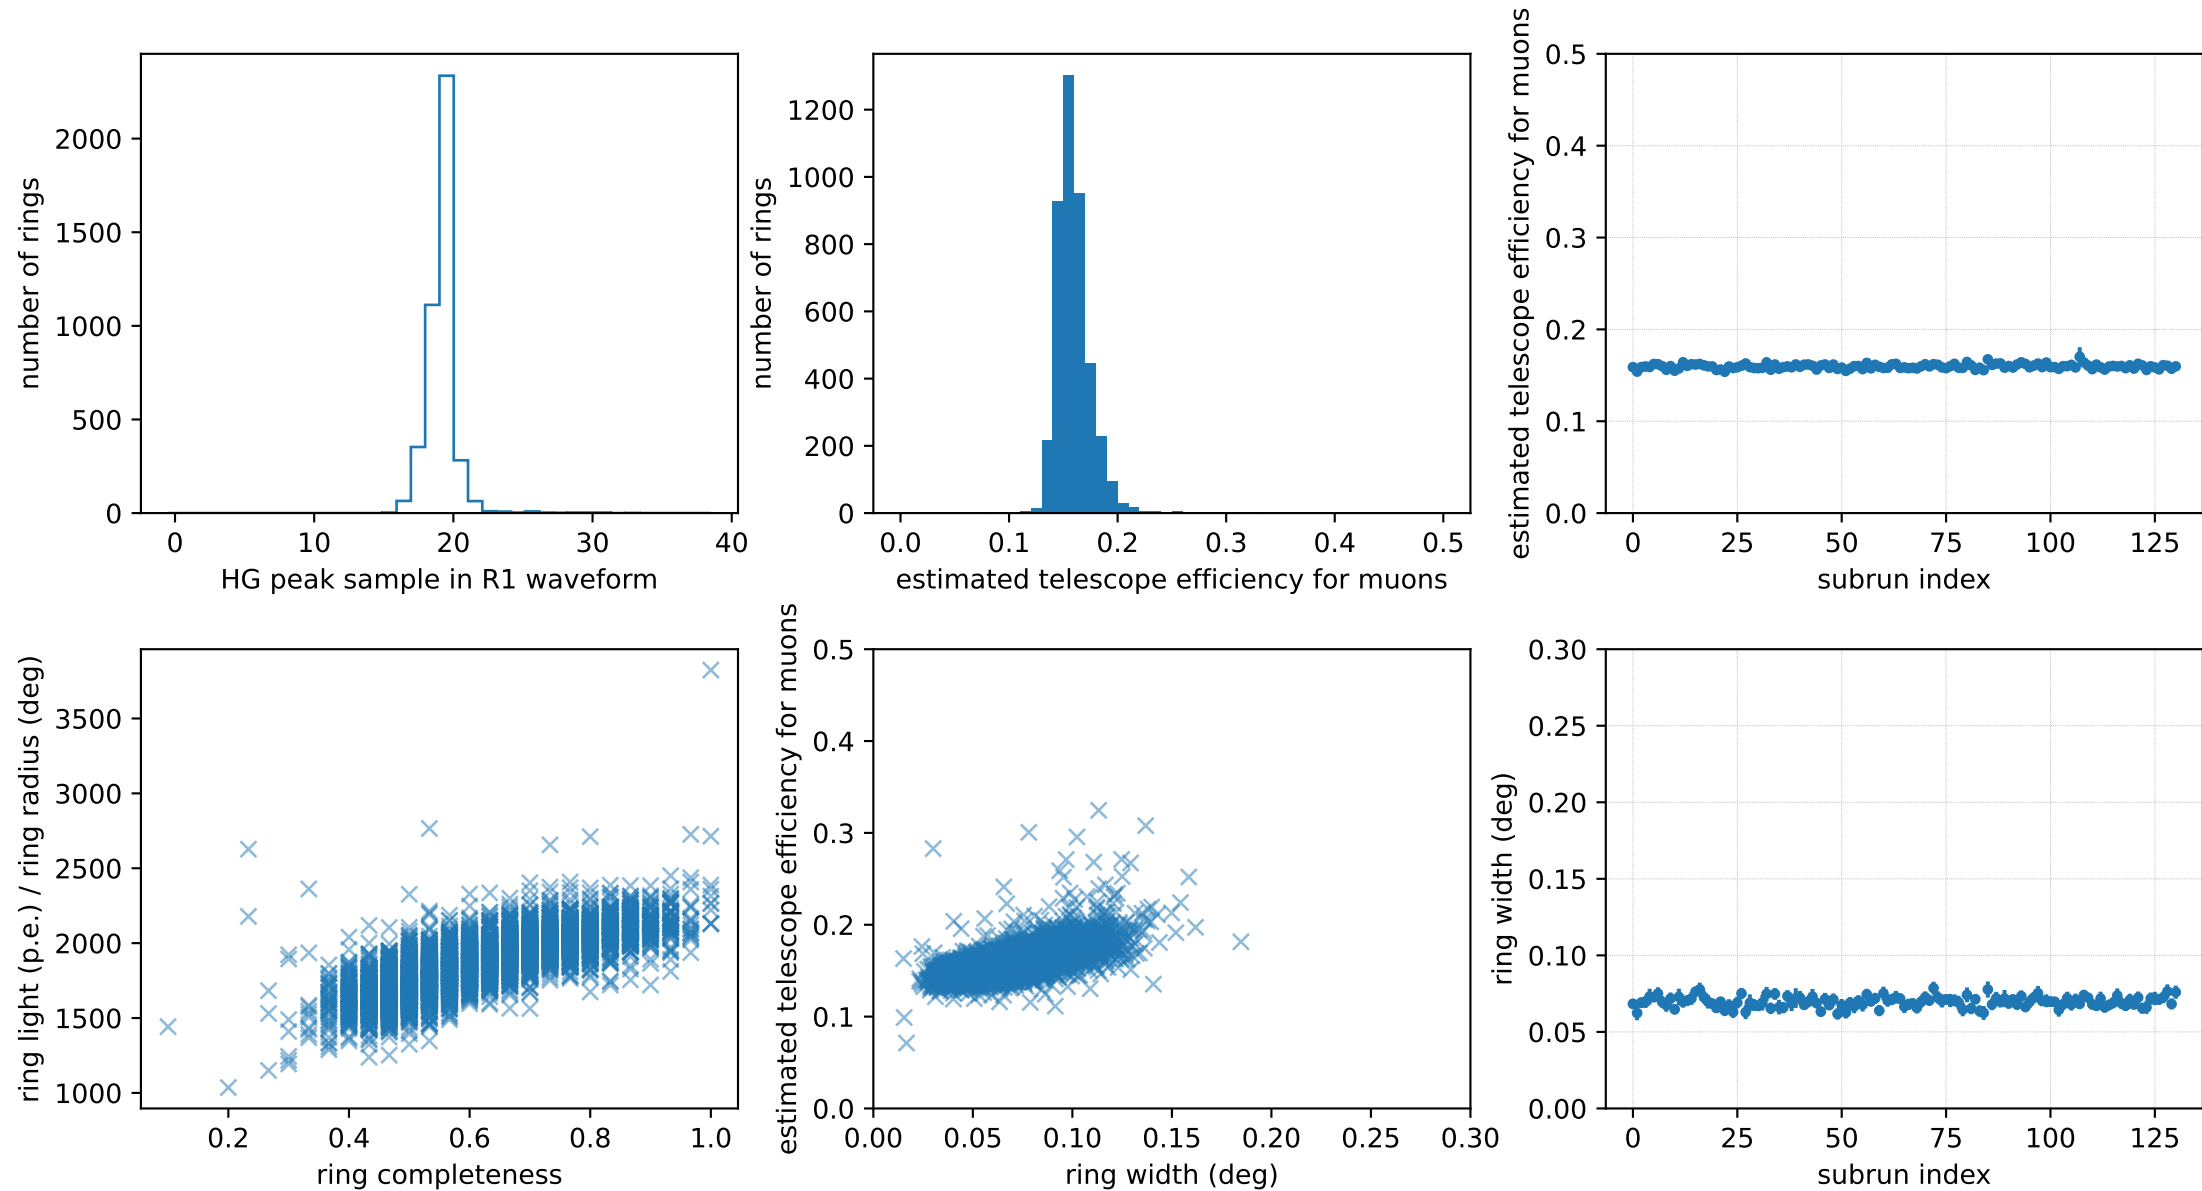 number of rings
2000
1500
1000
500
0
0 10 20 30 40
HG peak sample in R1 waveform
number of rings
1200
1000
800
600
400
200
0
0.0 0.1 0.2 0.3 0.4 0.5
estimated telescope efficiency for muons
estimated telescope efficiency for muons
0.5
0.4
0.3
0.2
0.1
0.0
0 25 50 75 100 125
subrun index
ring light (p.e.) / ring radius (deg)
3500
3000
2500
2000
1500
1000
0.2 0.4 0.6 0.8 1.0
ring completeness
estimated telescope efficiency for muons
0.5
0.4
0.3
0.2
0.1
0.0
0.00 0.05 0.10 0.15 0.20 0.25 0.30
ring width (deg)
ring width (deg)
0.30
0.25
0.20
0.15
0.10
0.05
0.00
0 25 50 75 100 125
subrun index